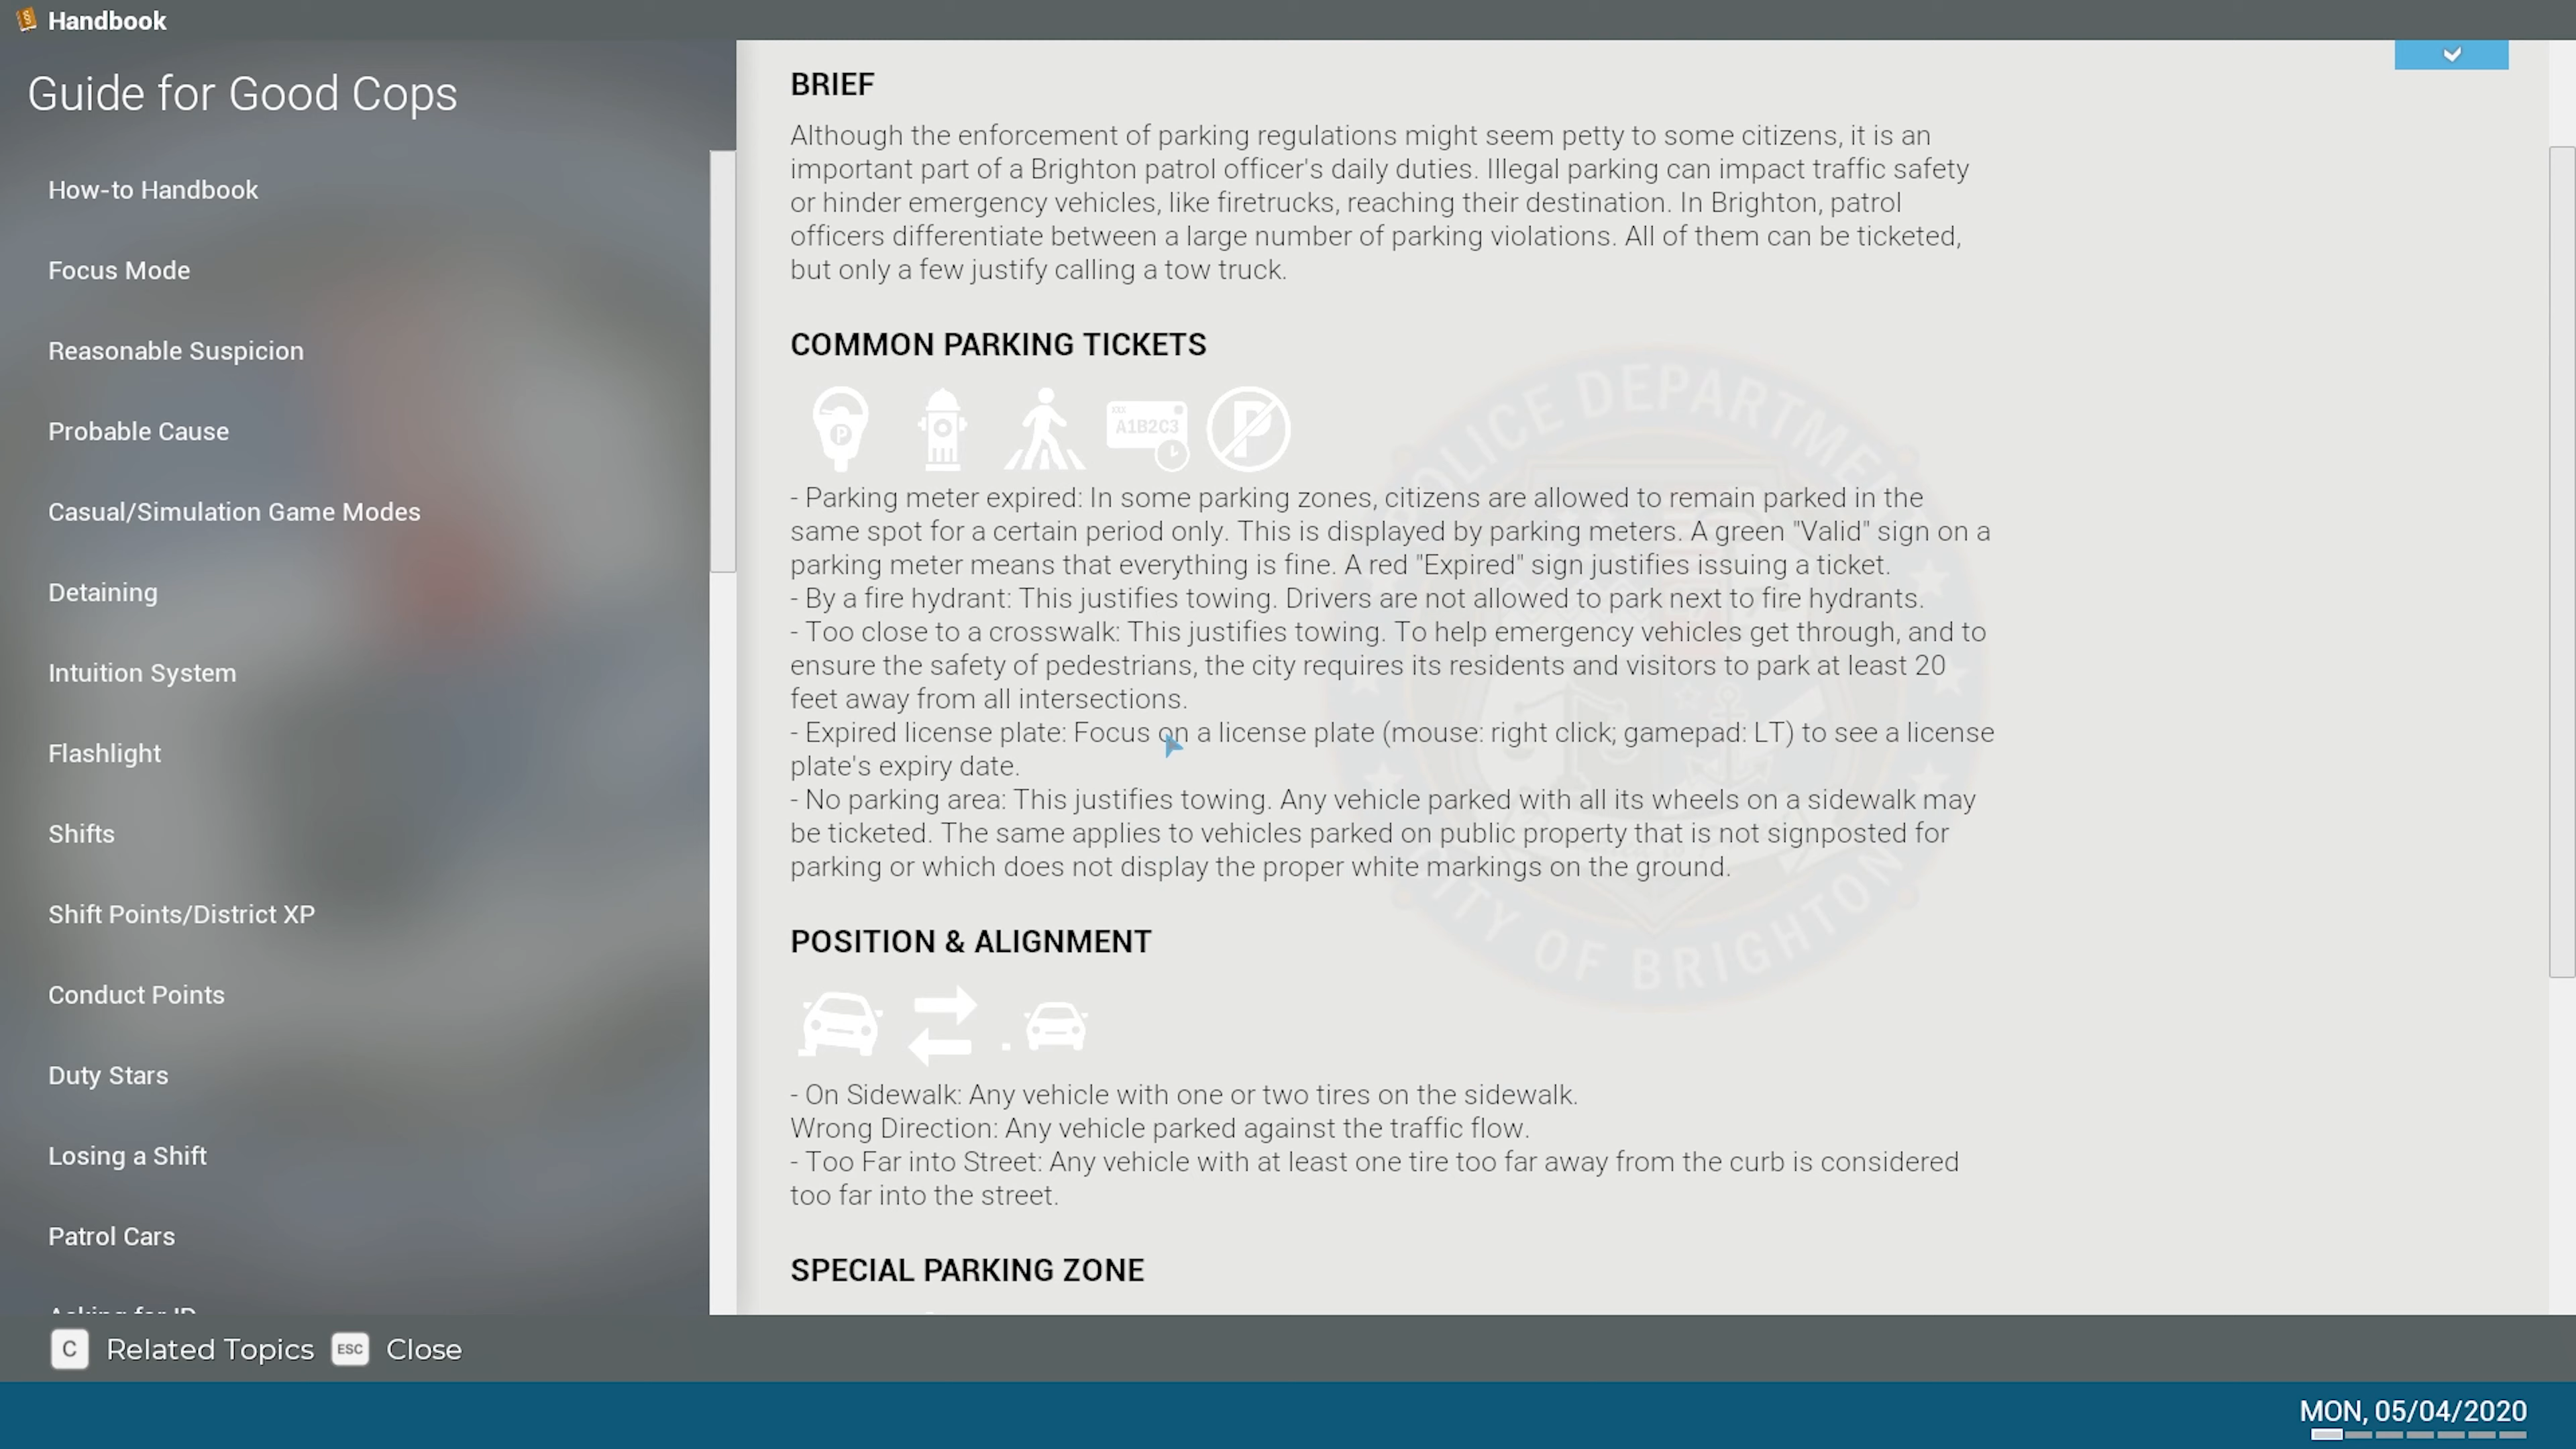 Handbook
Guide for Good Cops
How-to Handbook
Focus Mode
Reasonable Suspicion
Probable Cause
Casual/Simulation Game Modes
Detaining
Intuition System
Flashlight
Shifts
Shift Points/District XP
Conduct Points
Duty Stars
Losing a Shift
Patrol Cars
Asking for ID
BRIEF
Although the enforcement of parking regulations might seem petty to some citizens, it is an
important part of a Brighton patrol officer's daily duties. Illegal parking can impact traffic safety
or hinder emergency vehicles, like firetrucks, reaching their destination. In Brighton, patrol
officers differentiate between a large number of parking violations. All of them can be ticketed,
but only a few justify calling a tow truck.
COMMON PARKING TICKETS
P
XXX
A1B2C3
P
- Parking meter expired: In some parking zones, citizens are allowed to remain parked in the
same spot for a certain period only. This is displayed by parking meters. A green "Valid" sign on a
parking meter means that everything is fine. A red "Expired" sign justifies issuing a ticket.
- By a fire hydrant: This justifies towing. Drivers are not allowed to park next to fire hydrants.
- Too close to a crosswalk: This justifies towing. To help emergency vehicles get through, and to
ensure the safety of pedestrians, the city requires its residents and visitors to park at least 20
feet away from all intersections.
- Expired license plate: Focus on a license plate (mouse: right click; gamepad: LT) to see a license
plate's expiry date.
- No parking area: This justifies towing. Any vehicle parked with all its wheels on a sidewalk may
be ticketed. The same applies to vehicles parked on public property that is not signposted for
parking or which does not display the proper white markings on the ground.
POSITION & ALIGNMENT
- On Sidewalk: Any vehicle with one or two tires on the sidewalk.
Wrong Direction: Any vehicle parked against the traffic flow.
- Too Far into Street: Any vehicle with at least one tire too far away from the curb is considered
too far into the street.
SPECIAL PARKING ZONE
POLICE DEPARTMENT
CITY OF BRIGHTON
C Related Topics ESC Close
MON, 05/04/2020